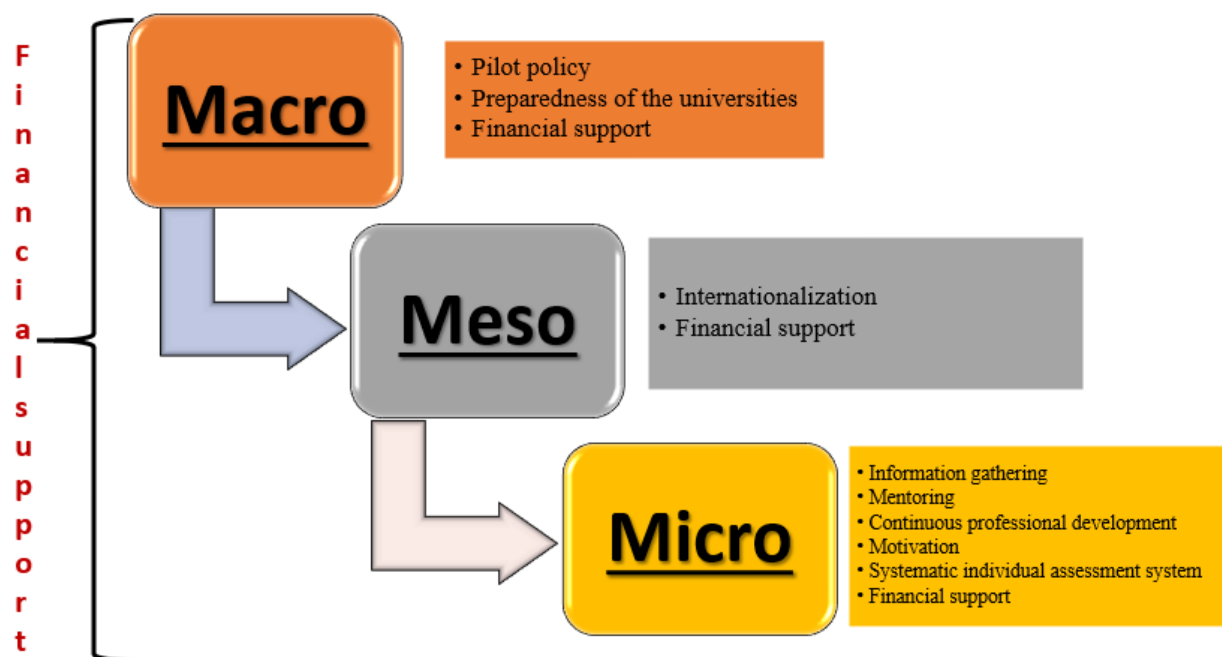 Financial support
Macro
• Pilot policy
• Preparedness of the universities
• Financial support
Meso
• Internationalization
• Financial support
Micro
• Information gathering
• Mentoring
• Continuous professional development
• Motivation
• Systematic individual assessment system
• Financial support